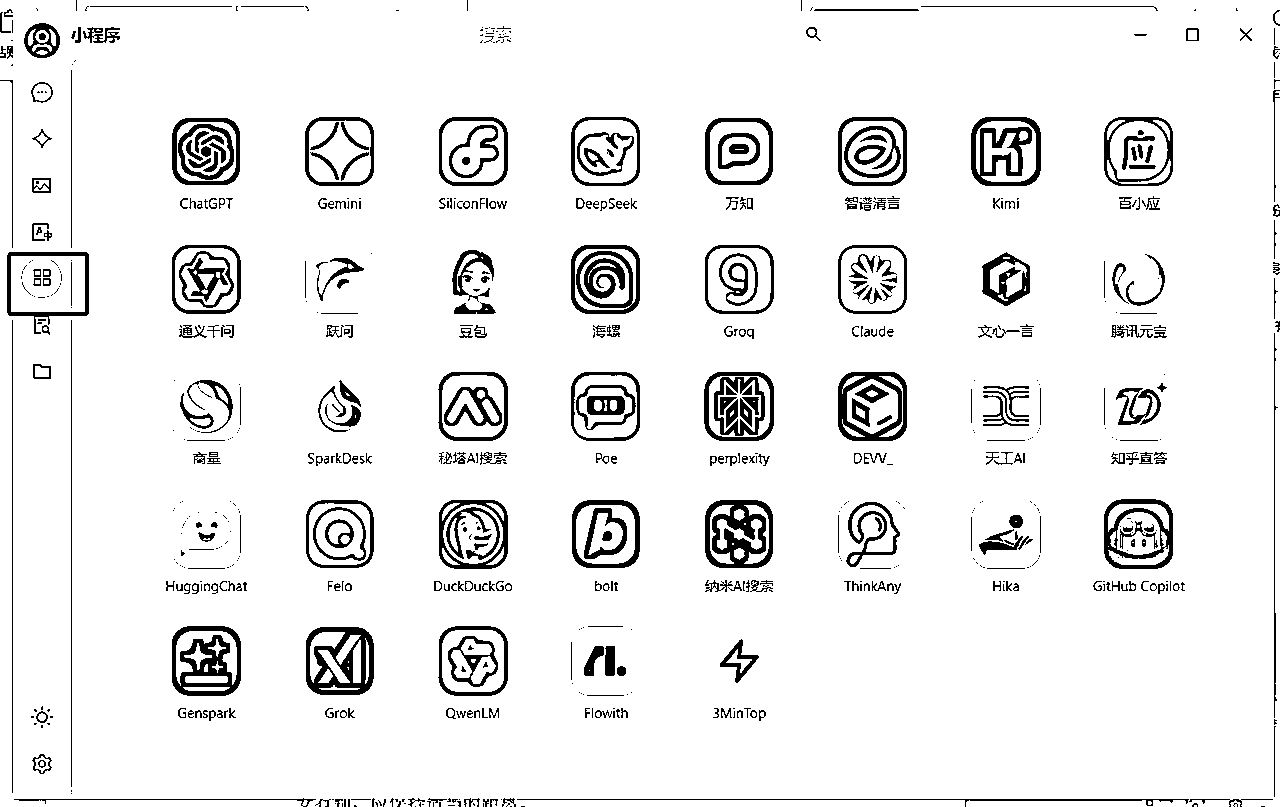 小程序
搜索
ChatGPT Gemini SiliconFlow DeepSeek 万知 智谱清言 Kimi 百小应
通义千问 跃问 豆包 海螺 Groq Claude 文心一言 腾讯元宝
商量 SparkDesk 秘塔AI搜索 Poe perplexity DEVV_ 天工AI 知乎直答
HuggingChat Felo DuckDuckGo bolt 纳米AI搜索 ThinkAny Hika GitHub Copilot
Genspark Grok QwenLM Flowith 3MinTop